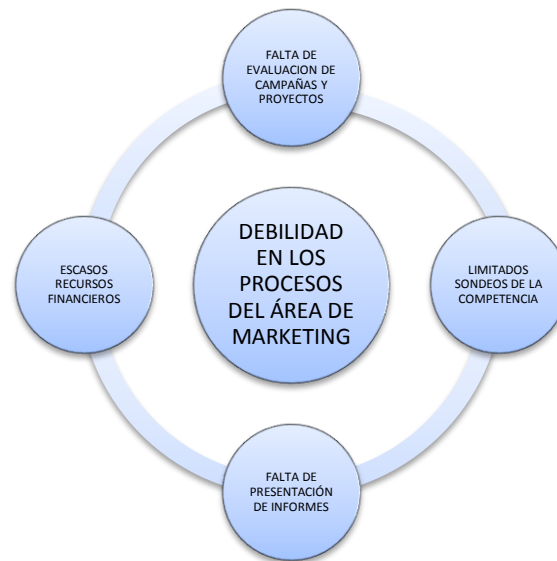 FALTA DE
EVALUACION DE
CAMPAÑAS Y
PROYECTOS
DEBILIDAD
EN LOS
PROCESOS
DEL ÁREA DE
MARKETING
ESCASOS
RECURSOS
FINANCIEROS
LIMITADOS
SONDEOS DE LA
COMPETENCIA
FALTA DE
PRESENTACIÓN
DE INFORMES